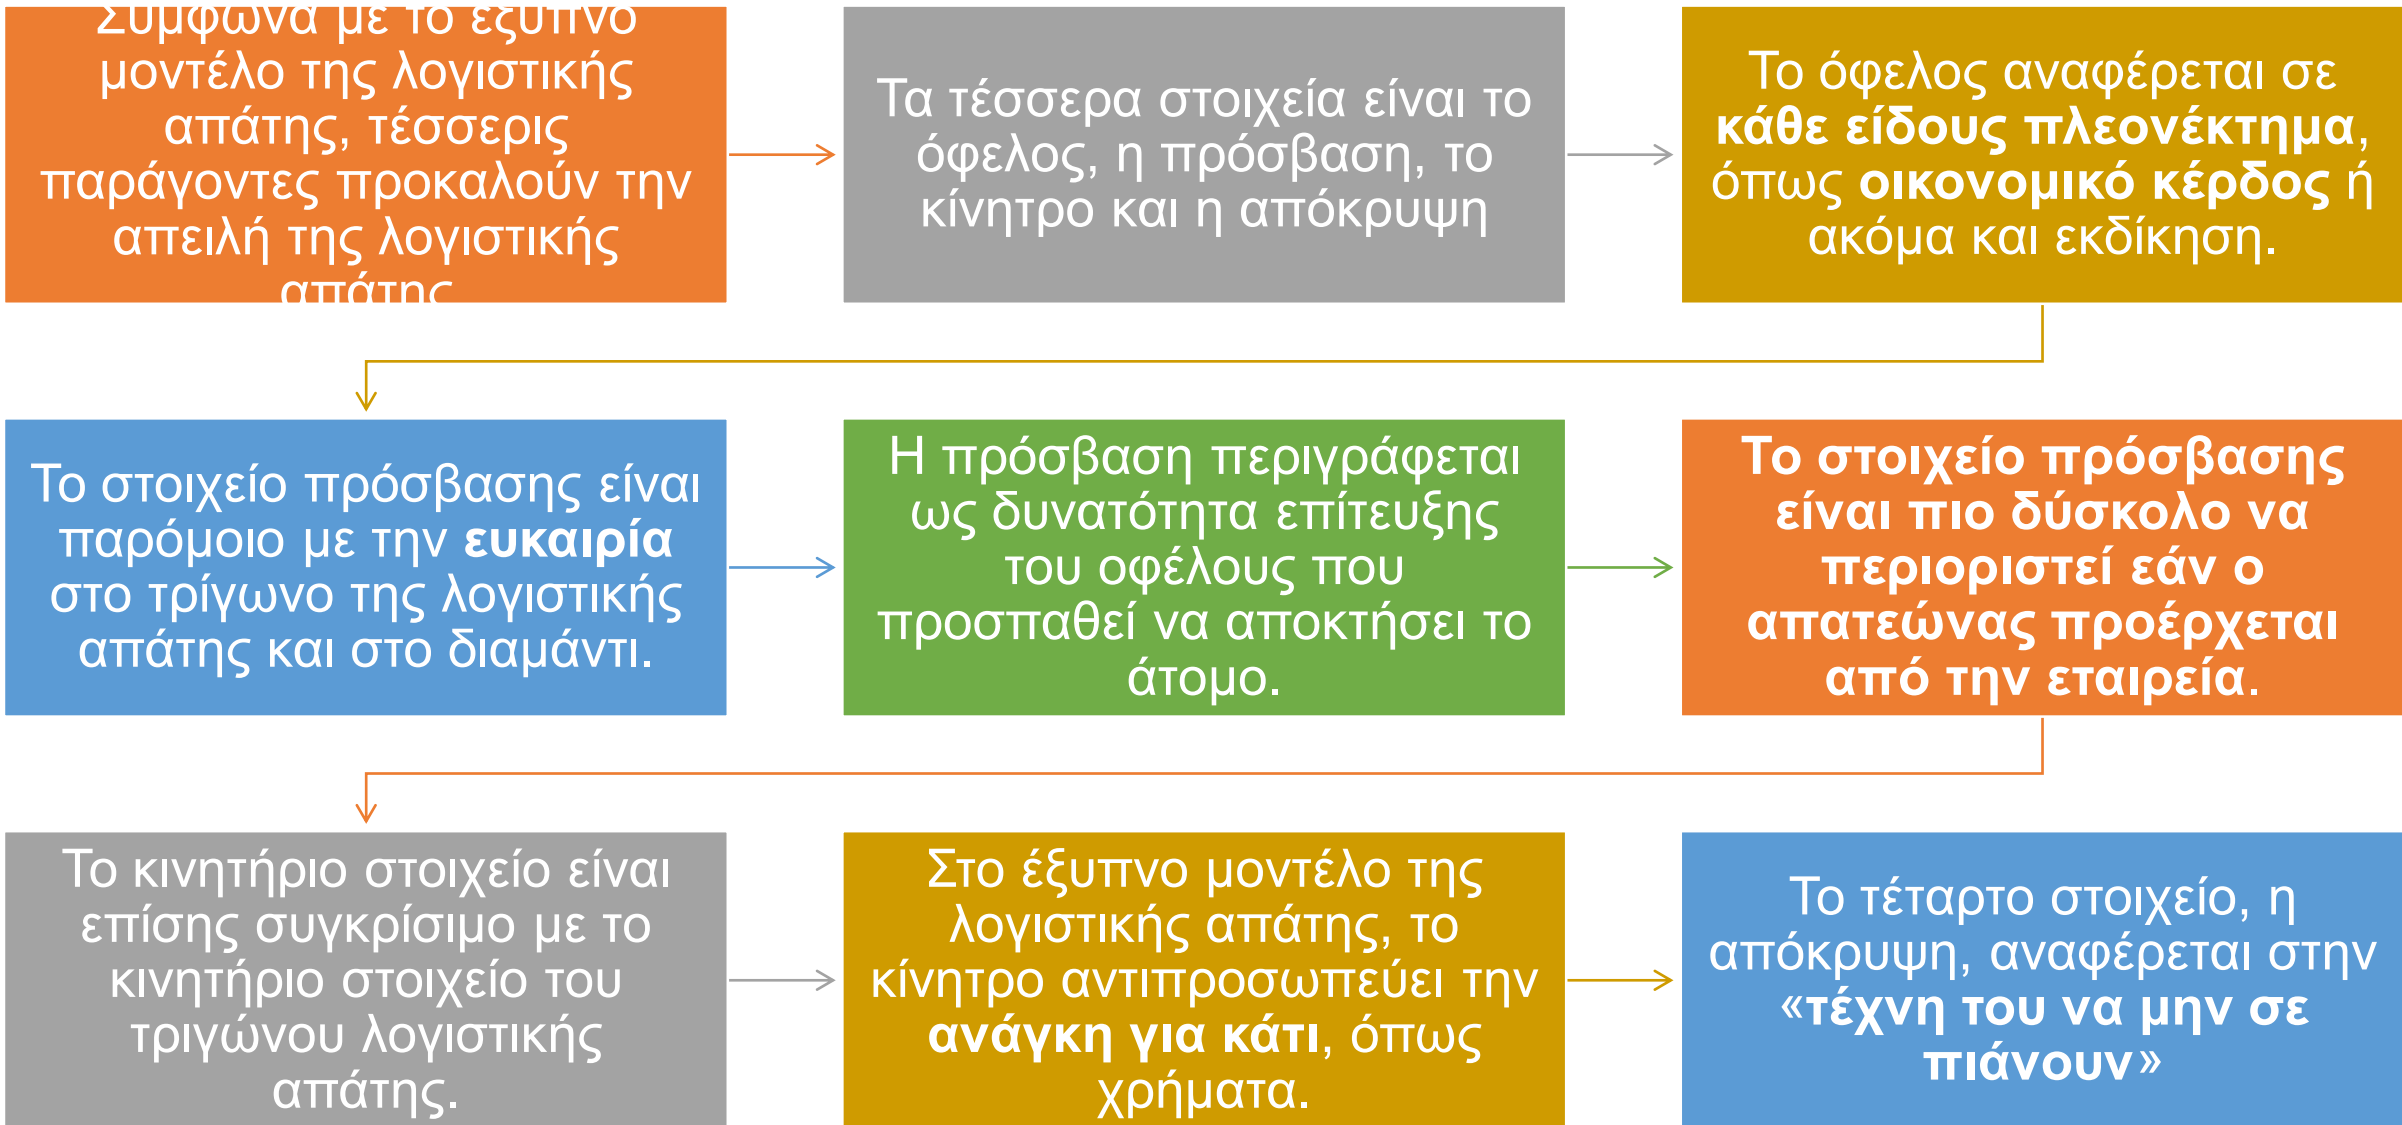 Σύμφωνα με το έξυπνο
μοντέλο της λογιστικής
απάτης, τέσσερις
παράγοντες προκαλούν την
απειλή της λογιστικής
απάτης
Τα τέσσερα στοιχεία είναι το
όφελος, η πρόσβαση, το
κίνητρο και η απόκρυψη
Το όφελος αναφέρεται σε
κάθε είδους πλεονέκτημα,
όπως οικονομικό κέρδος ή
ακόμα και εκδίκηση.
Το στοιχείο πρόσβασης είναι
παρόμοιο με την ευκαιρία
στο τρίγωνο της λογιστικής
απάτης και στο διαμάντι.
Η πρόσβαση περιγράφεται
ως δυνατότητα επίτευξης
του οφέλους που
προσπαθεί να αποκτήσει το
άτομο.
Το στοιχείο πρόσβασης
είναι πιο δύσκολο να
περιοριστεί εάν ο
απατεώνας προέρχεται
από την εταιρεία.
Το κινητήριο στοιχείο είναι
επίσης συγκρίσιμο με το
κινητήριο στοιχείο του
τριγώνου λογιστικής
απάτης.
Στο έξυπνο μοντέλο της
λογιστικής απάτης, το
κίνητρο αντιπροσωπεύει την
ανάγκη για κάτι, όπως
χρήματα.
Το τέταρτο στοιχείο, η
απόκρυψη, αναφέρεται στην
«τέχνη του να μην σε
πιάνουν»